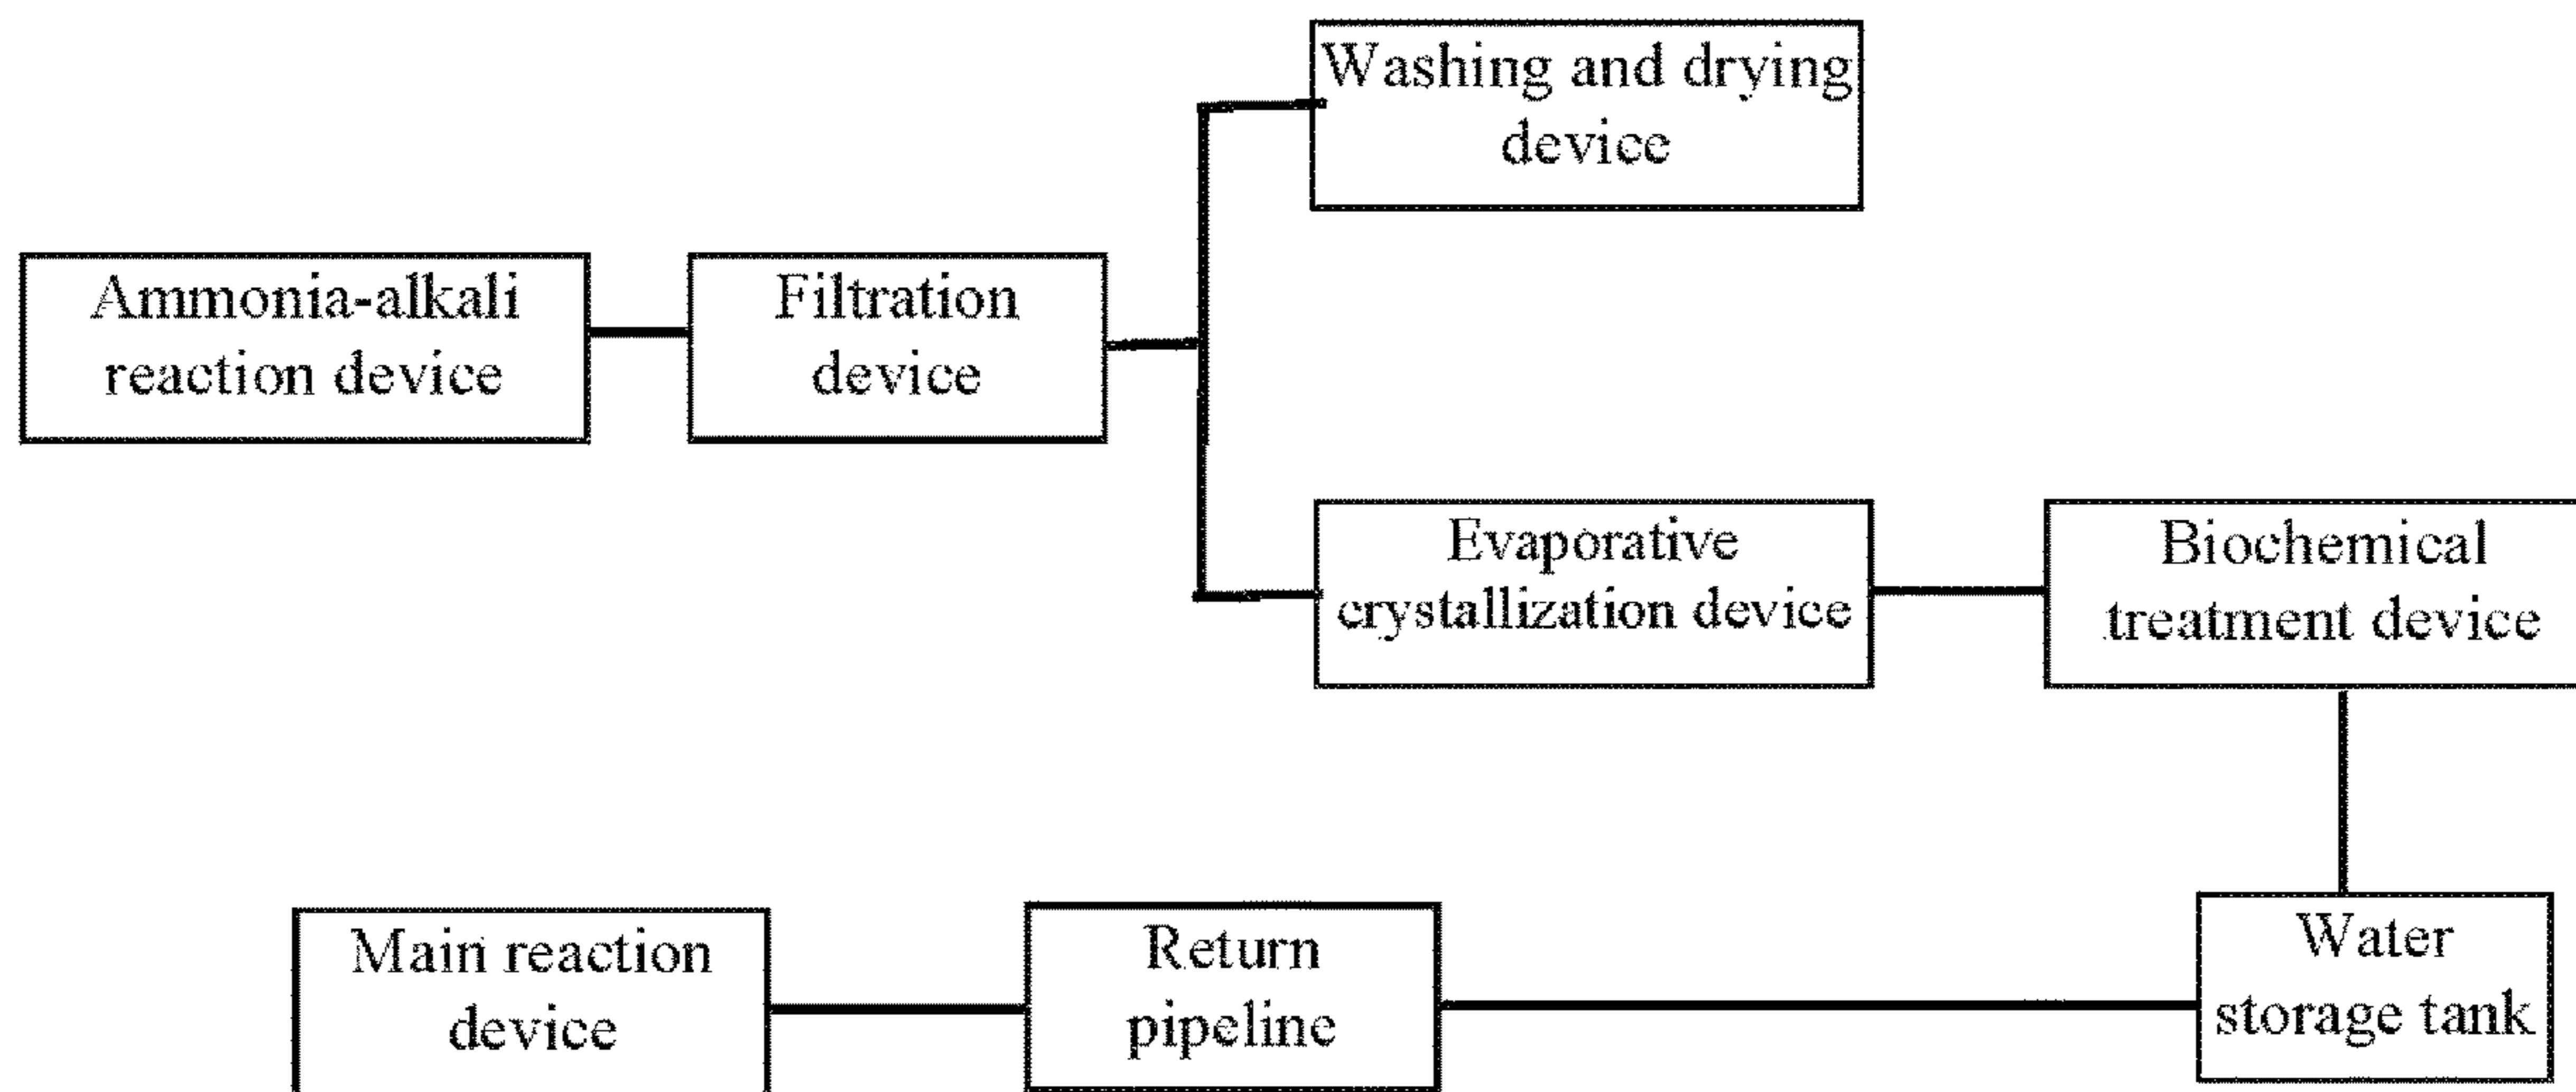 Washing and drying
device
Ammonia-alkali
reaction device
Filtration
device
Evaporative
crystallization device
Biochemical
treatment device
Main reaction
device
Return
pipeline
Water
storage tank